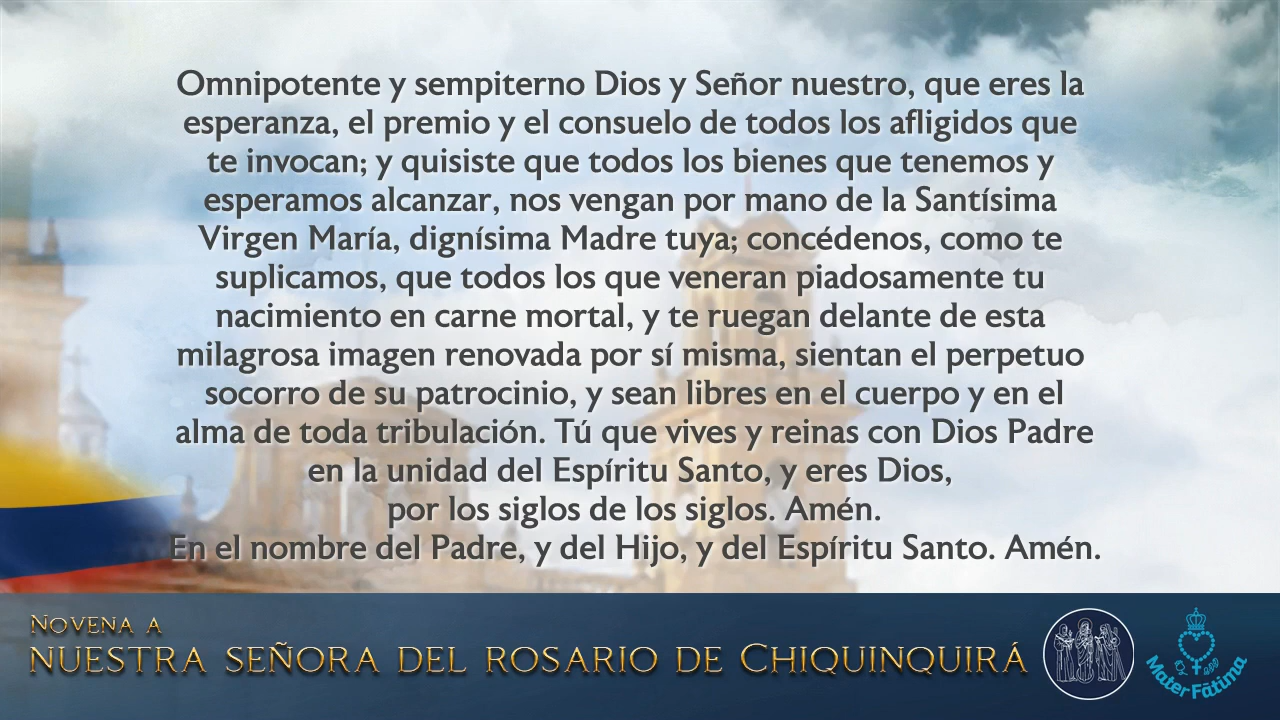 Omnipotente y sempiterno Dios y Señor nuestro, que eres la
esperanza, el premio y el consuelo de todos los afligidos que
te invocan; y quisiste que todos los bienes que tenemos y
esperamos alcanzar, nos vengan por mano de la Santísima
Virgen María, dignísima Madre tuya; concédenos, como te
suplicamos, que todos los que veneran piadosamente tu
nacimiento en carne mortal, y te ruegan delante de esta
milagrosa imagen renovada por sí misma, sientan el perpetuo
socorro de su patrocinio, y sean libres en el cuerpo y en el
alma de toda tribulación. Tú que vives y reinas con Dios Padre
en la unidad del Espíritu Santo, y eres Dios,
por los siglos de los siglos. Amén.
En el nombre del Padre, y del Hijo, y del Espíritu Santo. Amén.
Novena a
nuestra señora del rosario de Chiquinquirá
Mater Fátima